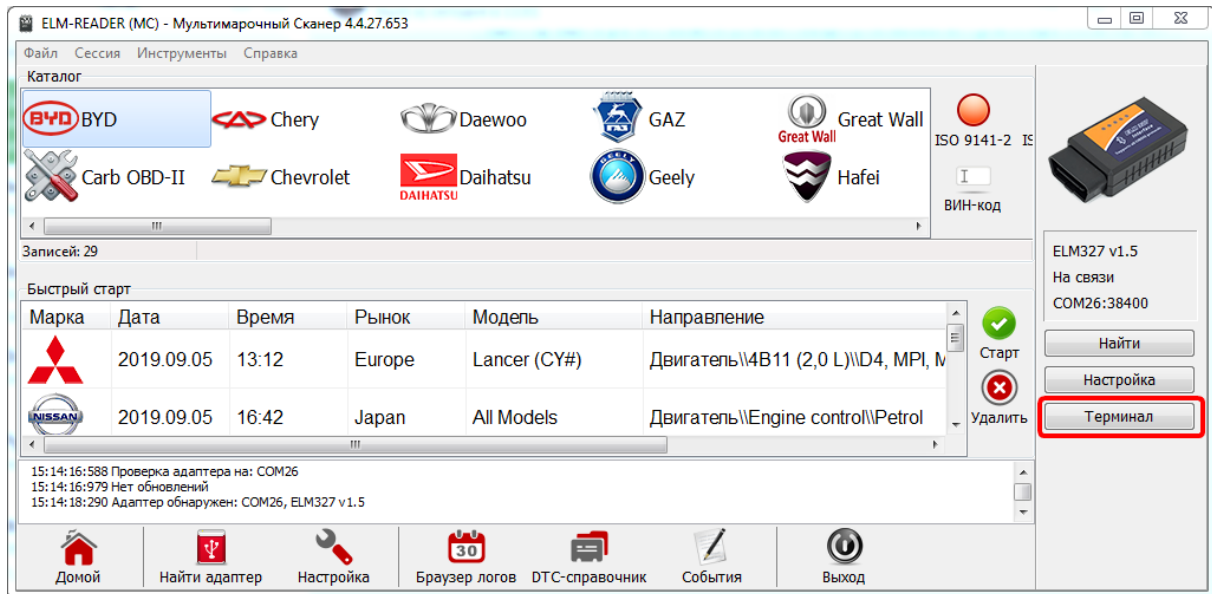 ELM-READER (МС) - Мультимарочный Сканер 4.4.27.653
Файл Сессия Инструменты Справка
Каталог
BYD BYD
Chery
Daewoo
GAZ
Great Wall Great Wall
Carb OBD-II
Chevrolet
DAIHATSU Daihatsu
Geely
Hafei
ISO 9141-2 IS
ВИН-код
Записей: 29
Быстрый старт
Марка Дата Время Рынок Модель Направление
2019.09.05 13:12 Europe Lancer (CY#) Двигатель\\4B11 (2,0 L)\\D4, MPI, M
NISSAN 2019.09.05 16:42 Japan All Models Двигатель\\Engine control\\Petrol
Старт
Удалить
15:14:16:588 Проверка адаптера на: COM26
15:14:16:979 Нет обновлений
15:14:18:290 Адаптер обнаружен: COM26, ELM327 v1.5
30
Домой Найти адаптер Настройка Браузер логов DTC-справочник События Выход
ELM327 v1.5
На связи
COM26:38400
Найти
Настройка
Терминал